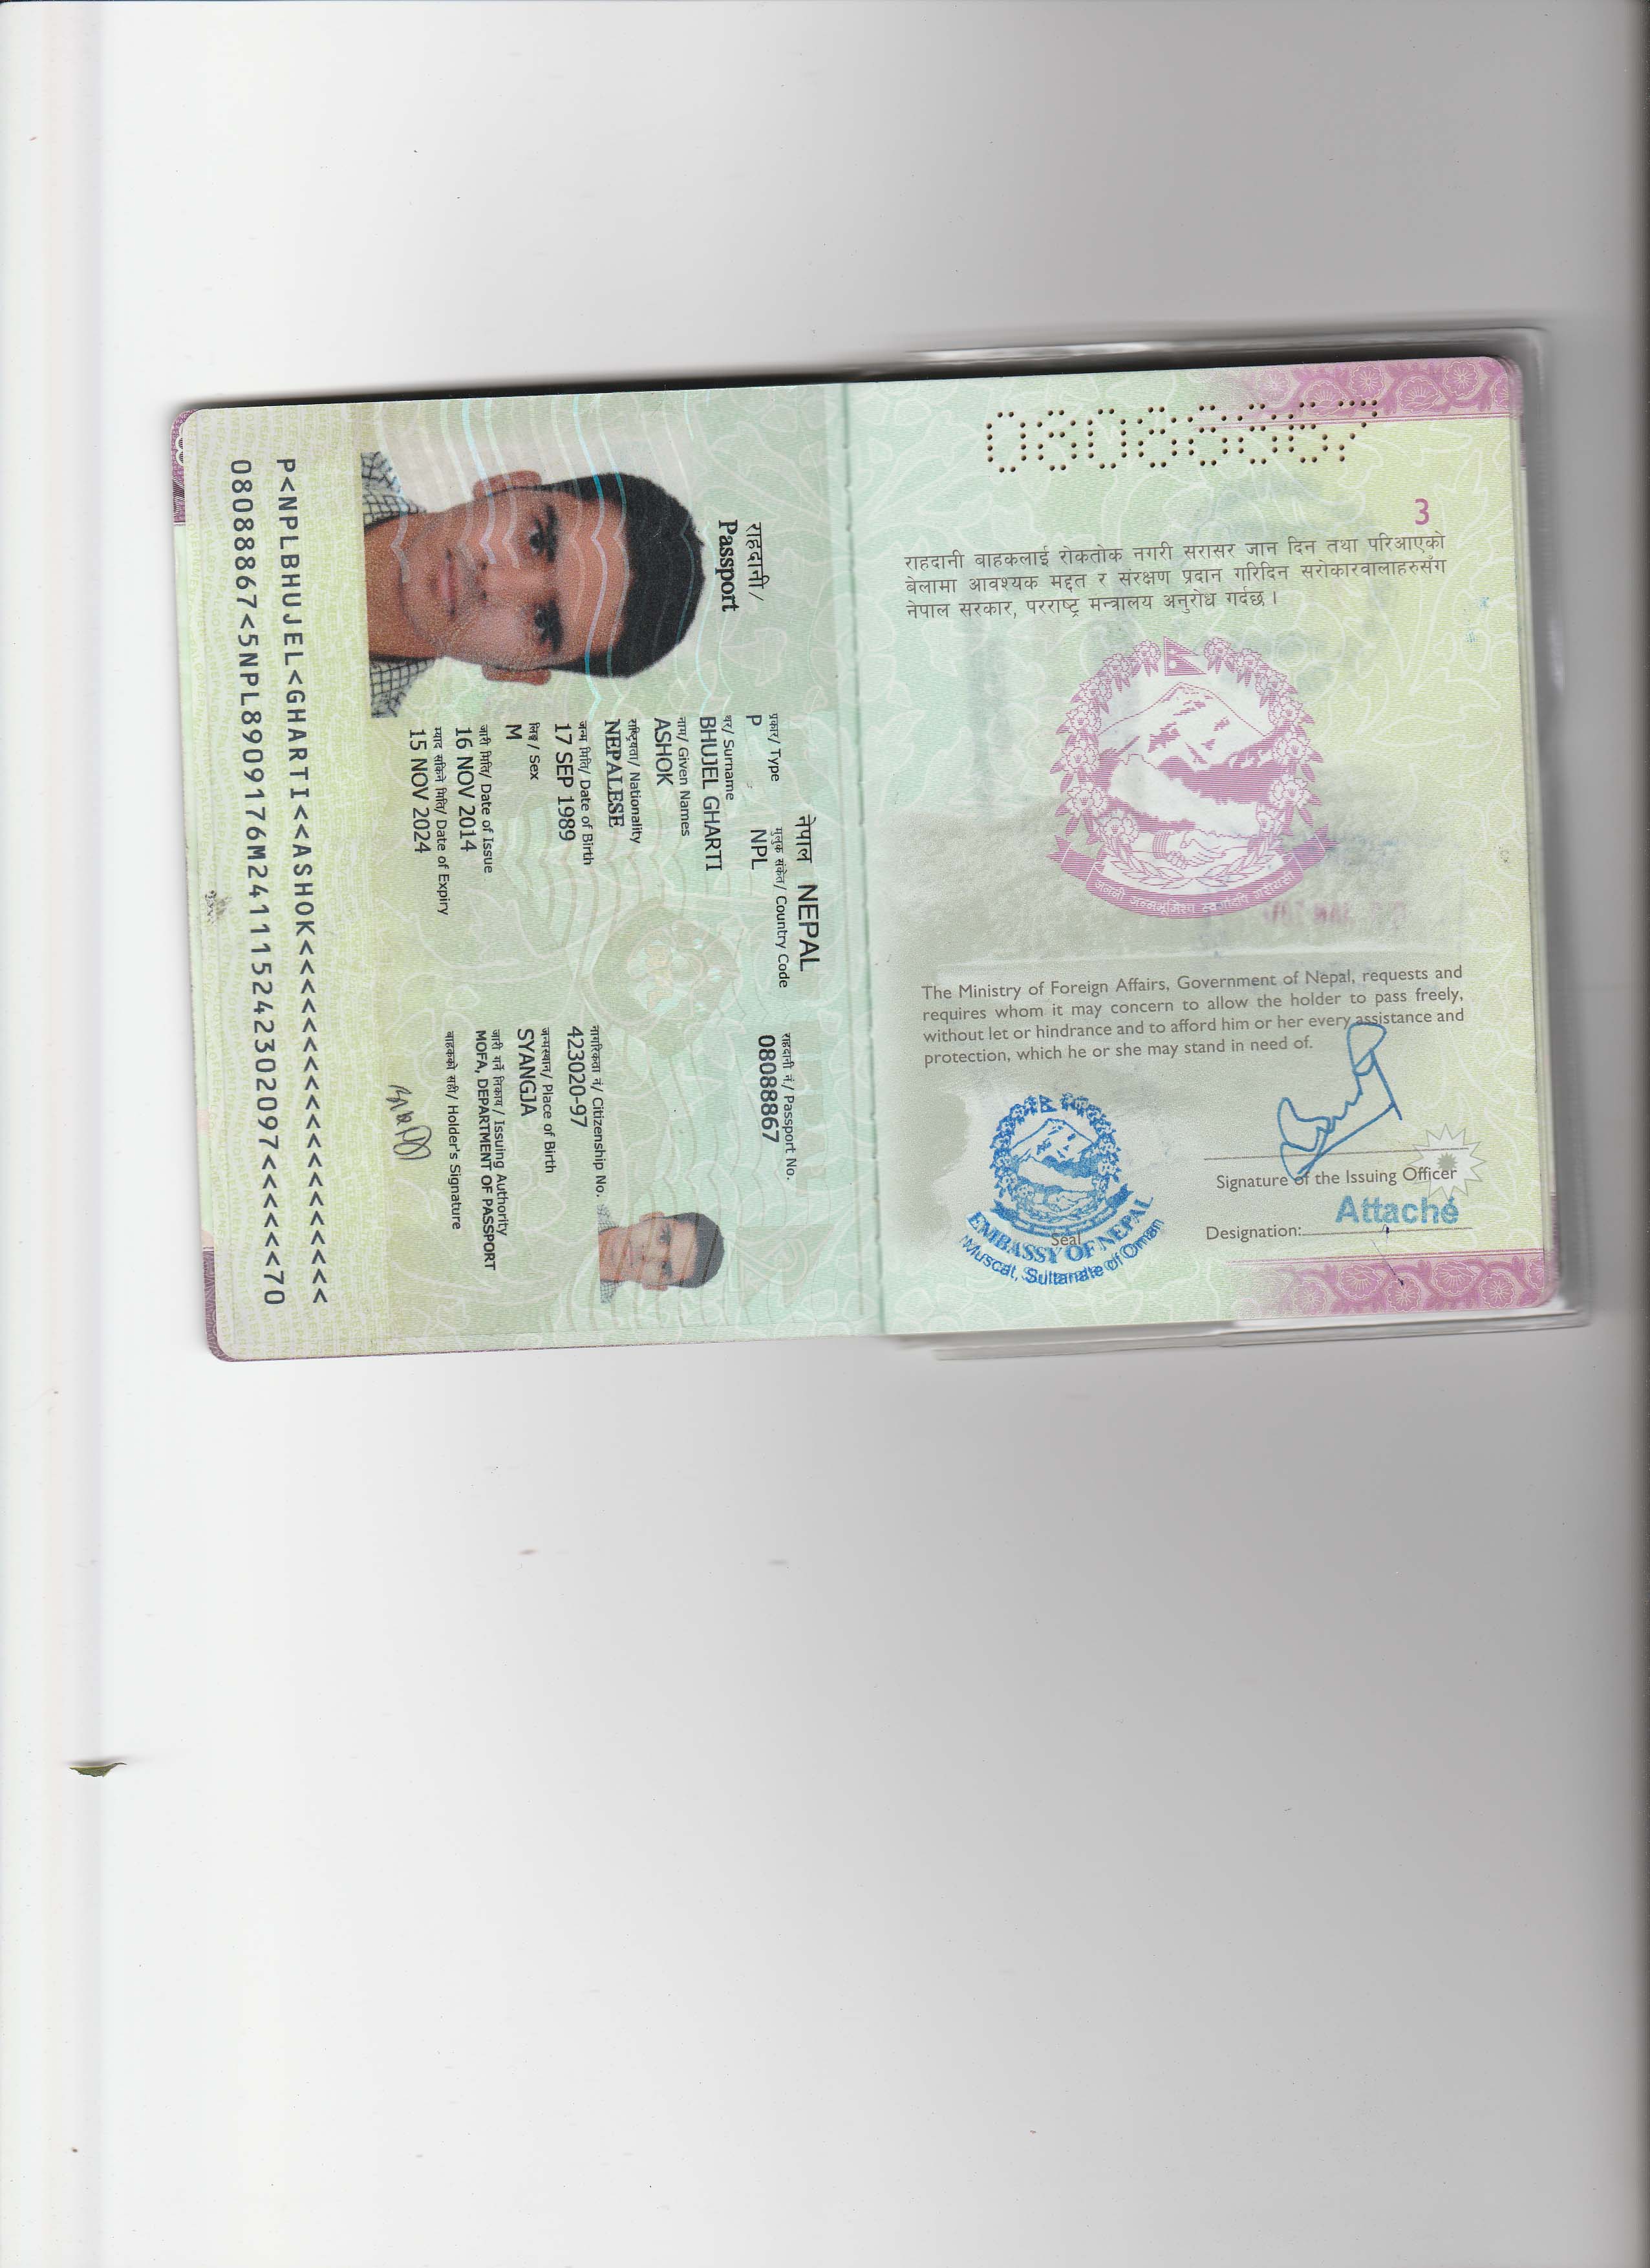 08088867
3
राहदानी बाहकलाई रोकतोक नगरी सरासर जान दिन तथा परिआएको
बेलामा आवश्यक मद्दत र संरक्षण प्रदान गरिदिन सरोकारवालाहरुसँग
नेपाल सरकार, परराष्ट्र मन्त्रालय अनुरोध गर्दछ ।
The Ministry of Foreign Affairs, Government of Nepal, requests and
requires whom it may concern to allow the holder to pass freely,
without let or hindrance and to afford him or her every assistance and
protection, which he or she may stand in need of.
Signature of the Issuing Officer
Attaché
Designation:
Seal
EMBASSY OF NEPAL
Muscat, Sultanate of Oman
नेपाल NEPAL
राहदानी /
Passport
प्रकार/ Type
P
मुलुक संकेत/ Country Code
NPL
राहदानी नं./ Passport No.
08088867
थर/ Surname
BHUJEL GHARTI
नाम/ Given Names
ASHOK
राष्ट्रियता/ Nationality
NEPALESE
नागरिकता नं/ Citizenship No.
423020-97
जन्म मिति/ Date of Birth
17 SEP 1989
जन्मस्थान/ Place of Birth
SYANGJA
लिङ्ग / Sex
M
जारी मिति/ Date of Issue
16 NOV 2014
जारी गर्ने निकाय/ Issuing Authority
MOFA, DEPARTMENT OF PASSPORT
म्याद सकिने मिति/ Date of Expiry
15 NOV 2024
बाहकको सही/ Holder's Signature
P<NPLBHUJEL<GHARTI<<ASHOK<<<<<<<<<<<<<<<<<<<
08088867<5NPL8909176M24111524230209​7<<<<<<70